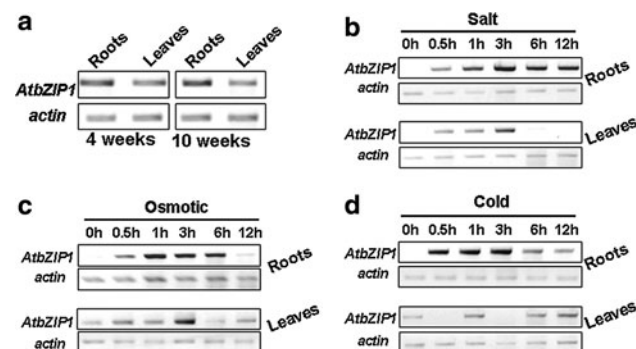 a
Roots Leaves Roots Leaves
AtbZIP1
actin
4 weeks 10 weeks
b
Salt
0h 0.5h 1h 3h 6h 12h
AtbZIP1
actin
Roots
AtbZIP1
actin
Leaves
c
Osmotic
0h 0.5h 1h 3h 6h 12h
AtbZIP1
actin
Roots
AtbZIP1
actin
Leaves
d
Cold
0h 0.5h 1h 3h 6h 12h
AtbZIP1
actin
Roots
AtbZIP1
actin
Leaves